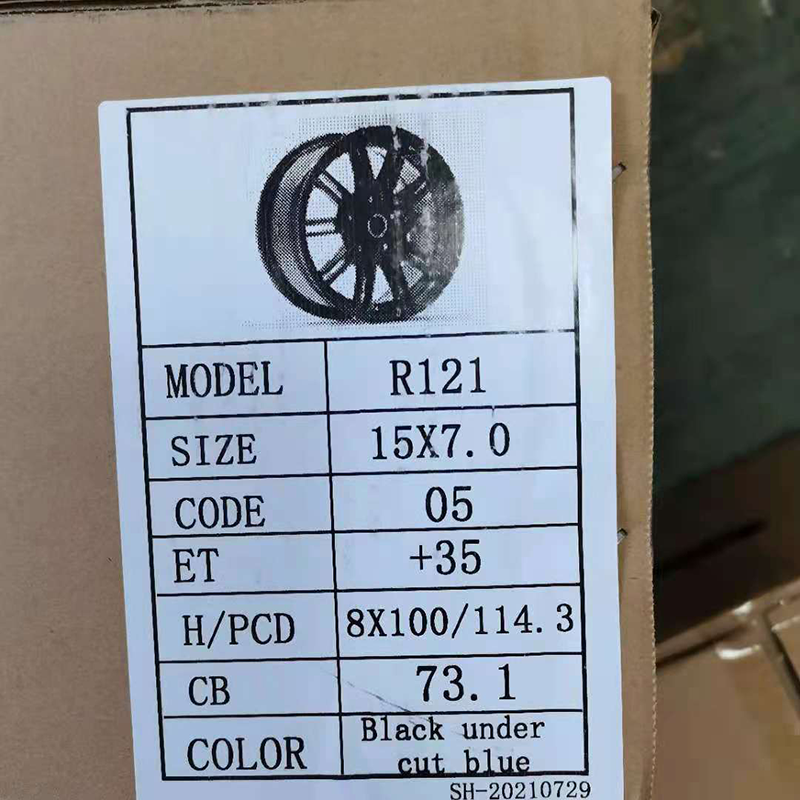 MODEL R121
SIZE 15X7.0
CODE 05
ET +35
H/PCD 8X100/114.3
CB 73.1
COLOR Black under
cut blue
SH-20210729